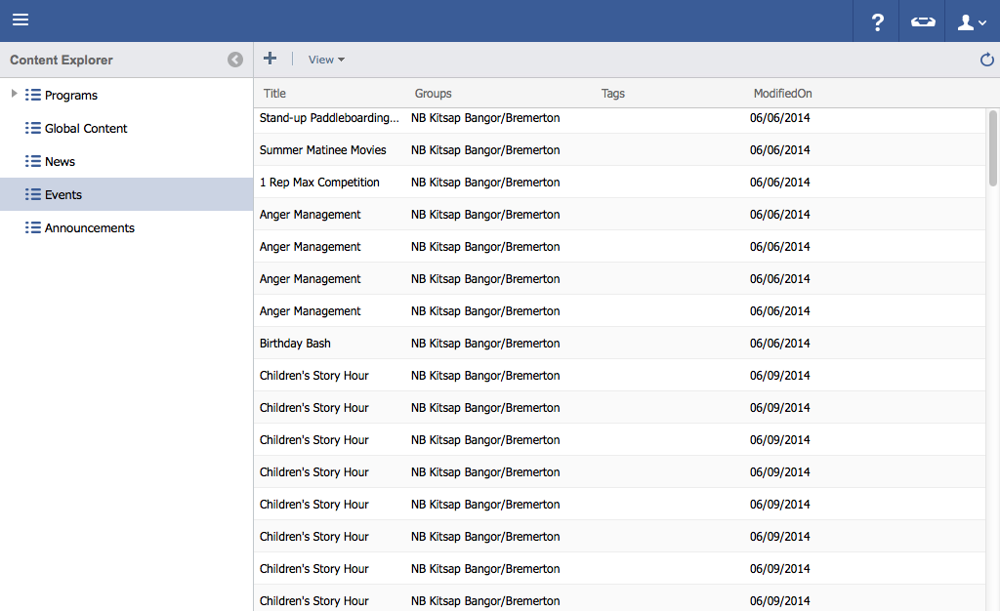 ?
Content Explorer
View
Title Groups Tags ModifiedOn
Programs
Global Content
News
Events
Announcements
Stand-up Paddleboarding... NB Kitsap Bangor/Bremerton 06/06/2014
Summer Matinee Movies NB Kitsap Bangor/Bremerton 06/06/2014
1 Rep Max Competition NB Kitsap Bangor/Bremerton 06/06/2014
Anger Management NB Kitsap Bangor/Bremerton 06/06/2014
Anger Management NB Kitsap Bangor/Bremerton 06/06/2014
Anger Management NB Kitsap Bangor/Bremerton 06/06/2014
Anger Management NB Kitsap Bangor/Bremerton 06/06/2014
Birthday Bash NB Kitsap Bangor/Bremerton 06/06/2014
Children's Story Hour NB Kitsap Bangor/Bremerton 06/09/2014
Children's Story Hour NB Kitsap Bangor/Bremerton 06/09/2014
Children's Story Hour NB Kitsap Bangor/Bremerton 06/09/2014
Children's Story Hour NB Kitsap Bangor/Bremerton 06/09/2014
Children's Story Hour NB Kitsap Bangor/Bremerton 06/09/2014
Children's Story Hour NB Kitsap Bangor/Bremerton 06/09/2014
Children's Story Hour NB Kitsap Bangor/Bremerton 06/09/2014
Children's Story Hour NB Kitsap Bangor/Bremerton 06/09/2014